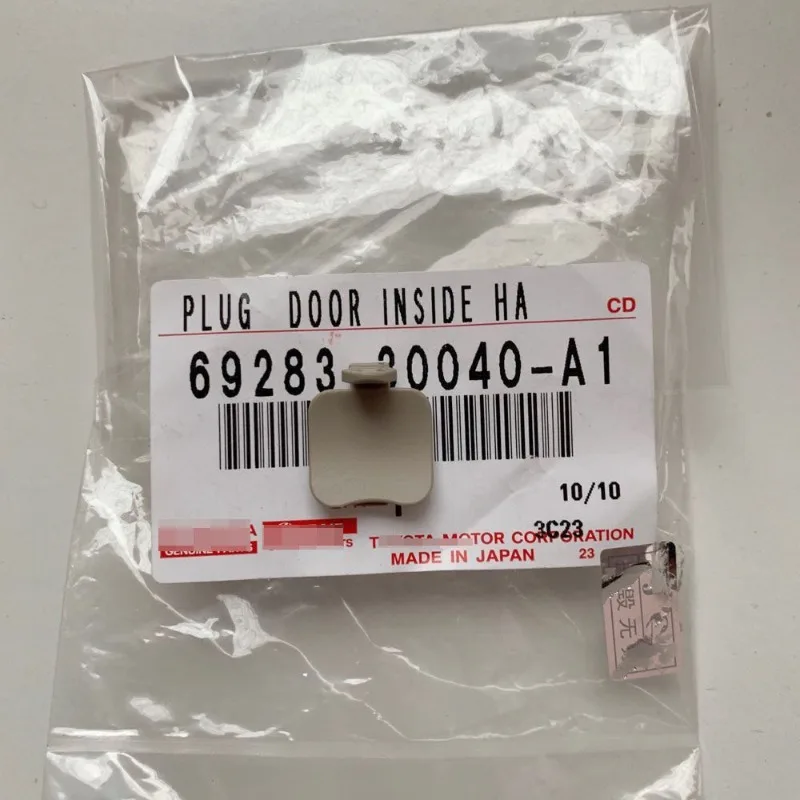 PLUG DOOR INSIDE HA
CD
69283 0040-A1
10/10
3C23
GENUINE PARTS
MOTOR CORPORATION
MADE IN JAPAN
23
无